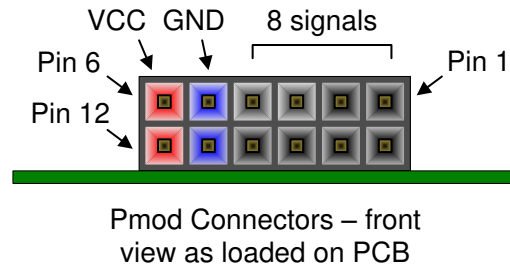 VCC GND
8 signals
Pin 6
Pin 1
Pin 12
Pmod Connectors – front
view as loaded on PCB